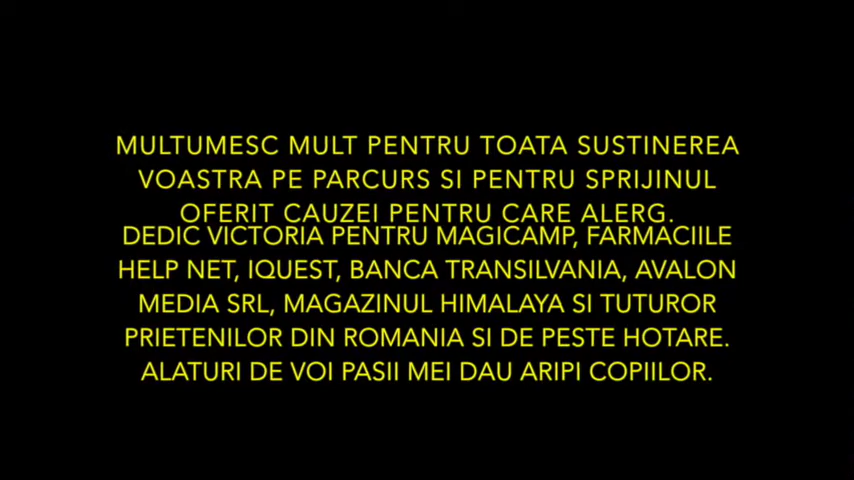 MULTUMESC MULT PENTRU TOATA SUSTINEREA
VOASTRA PE PARCURS SI PENTRU SPRIJINUL
OFERIT CAUZEI PENTRU CARE ALERG.
DEDIC VICTORIA PENTRU MAGICAMP, FARMACIILE
HELP NET, IQUEST, BANCA TRANSILVANIA, AVALON
MEDIA SRL, MAGAZINUL HIMALAYA SI TUTUROR
PRIETENILOR DIN ROMANIA SI DE PESTE HOTARE.
ALATURI DE VOI PASII MEI DAU ARIPI COPIILOR.